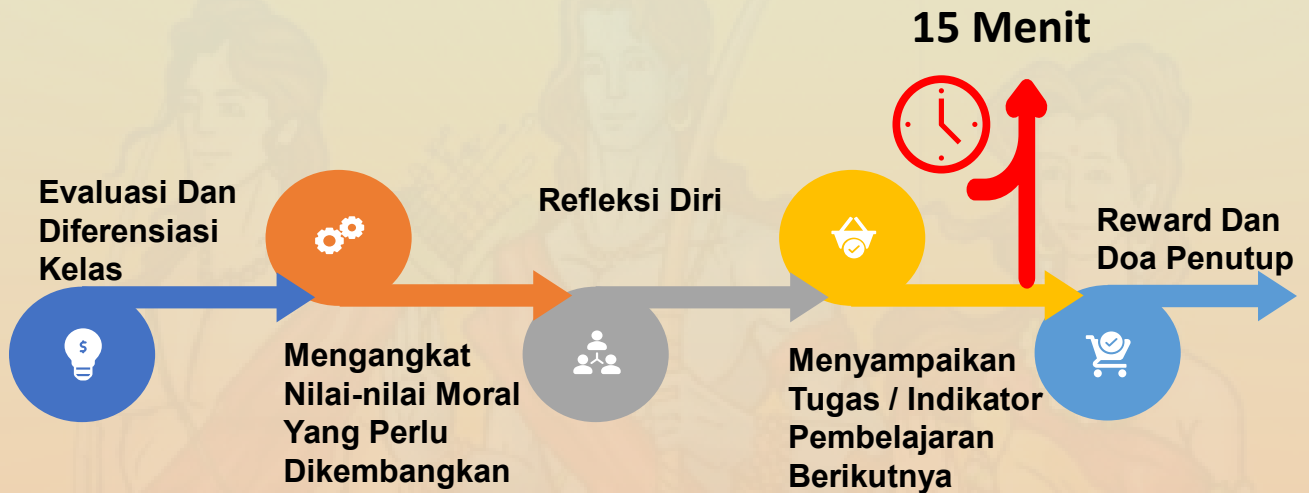 15 Menit
Evaluasi Dan
Diferensiasi
Kelas
Mengangkat
Nilai-nilai Moral
Yang Perlu
Dikembangkan
Refleksi Diri
Menyampaikan
Tugas / Indikator
Pembelajaran
Berikutnya
Reward Dan
Doa Penutup
$